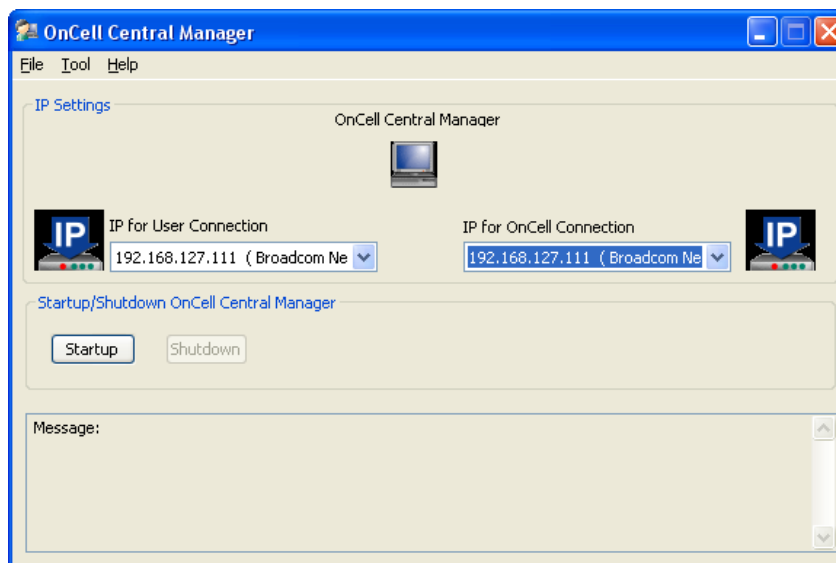 OnCell Central Manager
File Tool Help
IP Settings
OnCell Central Manager
IP
IP for User Connection
192.168.127.111 ( Broadcom Ne
IP for OnCell Connection
192.168.127.111 ( Broadcom Ne
IP
Startup/Shutdown OnCell Central Manager
Startup Shutdown
Message: